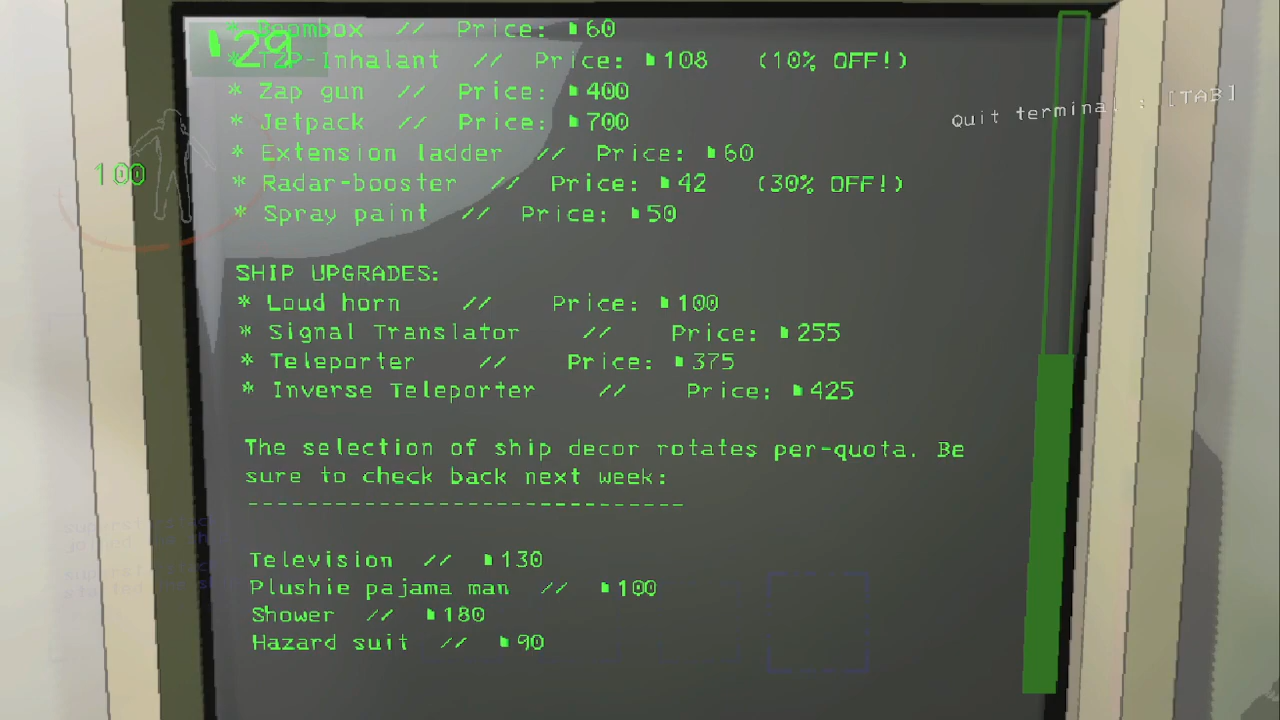 * Boombox // Price: ▮60
▮29
* TZP-Inhalant // Price: ▮108 (10% OFF!)
* Zap gun // Price: ▮400
Quit terminal : [TAB]
* Jetpack // Price: ▮700
* Extension ladder // Price: ▮60
100
* Radar-booster // Price: ▮42 (30% OFF!)
* Spray paint // Price: ▮50
SHIP UPGRADES:
* Loud horn // Price: ▮100
* Signal Translator // Price: ▮255
* Teleporter // Price: ▮375
* Inverse Teleporter // Price: ▮425
The selection of ship decor rotates per-quota. Be
sure to check back next week:
------------------------------
Television // ▮130
Plushie pajama man // ▮100
Shower // ▮180
Hazard suit // ▮90